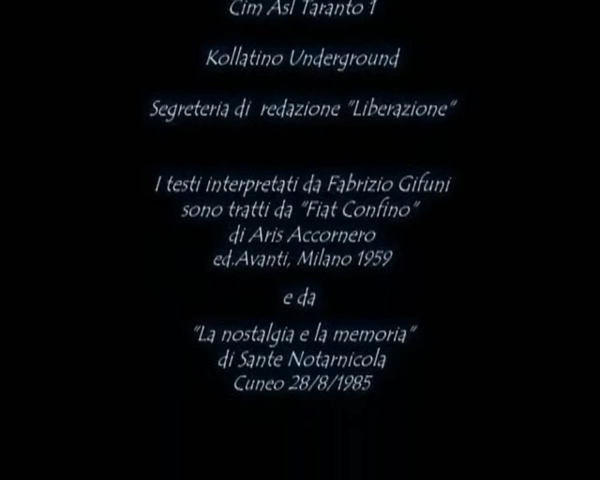 Cim Asl Taranto 1
Kollatino Underground
Segreteria di redazione "Liberazione"
I testi interpretati da Fabrizio Gifuni
sono tratti da "Fiat Confino"
di Aris Accornero
ed.Avanti, Milano 1959
e da
"La nostalgia e la memoria"
di Sante Notarnicola
Cuneo 28/8/1985